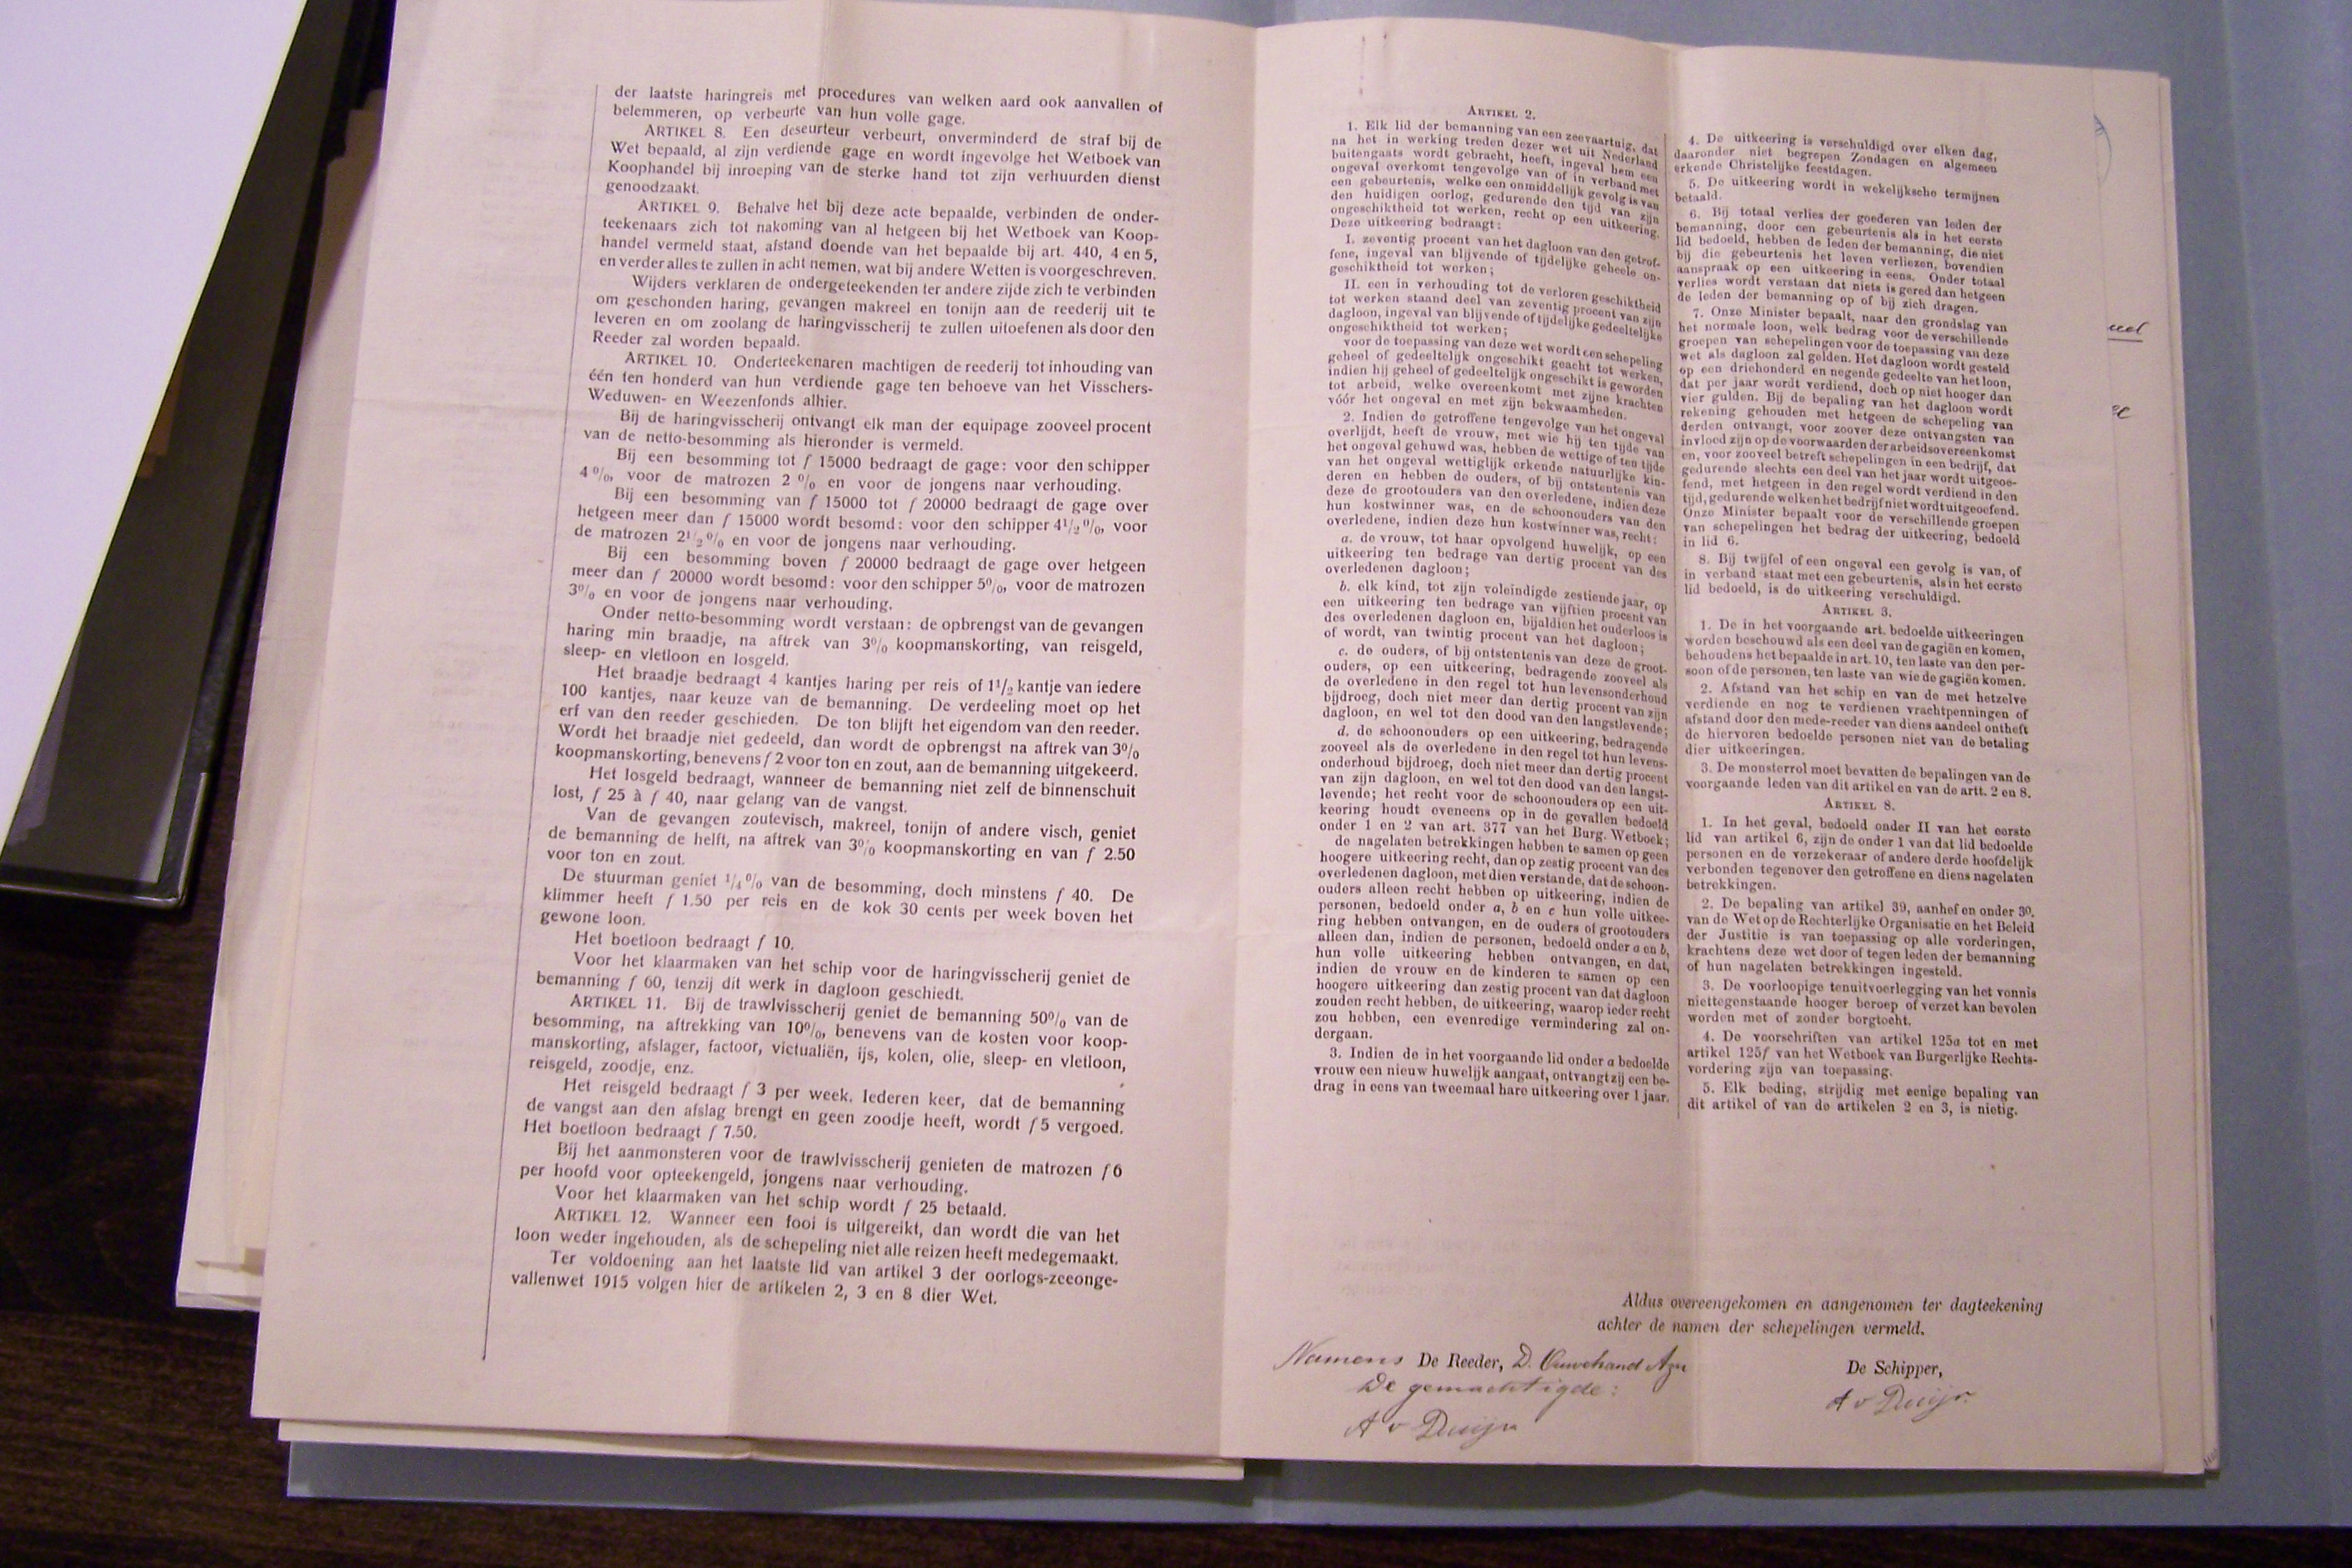 der laatste haringreis met procedures van welken aard ook aanvallen of
belemmeren, op verbeurte van hun volle gage.
ARTIKEL 8. Een deseurteur verbeurt, onverminderd de straf bij de
Wet bepaald, al zijn verdiende gage en wordt ingevolge het Wetboek van
Koophandel bij inroeping van de sterke hand tot zijn verhuurden dienst
genoodzaakt.
ARTIKEL 9. Behalve het bij deze acte bepaalde, verbinden de onder-
teekenaars zich tot nakoming van al hetgeen bij het Wetboek van Koop-
handel vermeld staat, afstand doende van het bepaalde bij art. 440, 4 en 5,
en verder alles te zullen in acht nemen, wat bij andere Wetten is voorgeschreven.
Wijders verklaren de ondergeteekenden ter andere zijde zich te verbinden
om geschonden haring, gevangen makreel en tonijn aan de reederij uit te
leveren en om zoolang de haringvisscherij te zullen uitoefenen als door den
Reeder zal worden bepaald.
ARTIKEL 10. Onderteekenaren machtigen de reederij tot inhouding van
één ten honderd van hun verdiende gage ten behoeve van het Visschers-
Weduwen- en Weezenfonds alhier.
Bij de haringvisscherij ontvangt elk man der equipage zooveel procent
van de netto-besomming als hieronder is vermeld.
Bij een besomming tot f 15000 bedraagt de gage: voor den schipper
4 %, voor de matrozen 2 % en voor de jongens naar verhouding.
Bij een besomming van f 15000 tot f 20000 bedraagt de gage over
hetgeen meer dan f 15000 wordt besomd: voor den schipper 4½ %, voor
de matrozen 2½ % en voor de jongens naar verhouding.
Bij een besomming boven f 20000 bedraagt de gage over hetgeen
meer dan f 20000 wordt besomd: voor den schipper 5%, voor de matrozen
3% en voor de jongens naar verhouding.
Onder netto-besomming wordt verstaan: de opbrengst van de gevangen
haring min braadje, na aftrek van 3% koopmanskorting, van reisgeld,
sleep- en vletloon en losgeld.
Het braadje bedraagt 4 kantjes haring per reis of 1½ kantje van iedere
100 kantjes, naar keuze van de bemanning. De verdeeling moet op het
erf van den reeder geschieden. De ton blijft het eigendom van den reeder.
Wordt het braadje niet gedeeld, dan wordt de opbrengst na aftrek van 3%
koopmanskorting, benevens f 2 voor ton en zout, aan de bemanning uitgekeerd.
Het losgeld bedraagt, wanneer de bemanning niet zelf de binnenschuit
lost, f 25 à f 40, naar gelang van de vangst.
Van de gevangen zoutevisch, makreel, tonijn of andere visch, geniet
de bemanning de helft, na aftrek van 3% koopmanskorting en van f 2.50
voor ton en zout.
De stuurman geniet ¼% van de besomming, doch minstens f 40. De
klimmer heeft f 1.50 per reis en de kok 30 cents per week boven het
gewone loon.
Het boetloon bedraagt f 10.
Voor het klaarmaken van het schip voor de haringvisscherij geniet de
bemanning f 60, tenzij dit werk in dagloon geschiedt.
ARTIKEL 11. Bij de trawlvisscherij geniet de bemanning 50% van de
besomming, na aftrekking van 10%, benevens van de kosten voor koop-
manskorting, afslager, factoor, victualiën, ijs, kolen, olie, sleep- en vletloon,
reisgeld, zoodje, enz.
Het reisgeld bedraagt f 3 per week. Iederen keer, dat de bemanning
de vangst aan den afslag brengt en geen zoodje heeft, wordt f 5 vergoed.
Het boetloon bedraagt f 7.50.
Bij het aanmonsteren voor de trawlvisscherij genieten de matrozen f 6
per hoofd voor opteekengeld, jongens naar verhouding.
Voor het klaarmaken van het schip wordt f 25 betaald.
ARTIKEL 12. Wanneer een fooi is uitgereikt, dan wordt die van het
loon weder ingehouden, als de schepeling niet alle reizen heeft medegemaakt.
Ter voldoening aan het laatste lid van artikel 3 der oorlogs-zeeonge-
vallenwet 1915 volgen hier de artikelen 2, 3 en 8 dier Wet.
ARTIKEL 2.
1. Elk lid der bemanning van een zeevaartuig, dat
na het in werking treden dezer wet uit Nederland
buitengaats wordt gebracht, heeft, ingeval hem een
ongeval overkomt tengevolge van of in verband met
een gebeurtenis, welke een onmiddellijk gevolg is van
den huidigen oorlog, gedurende den tijd van zijn
ongeschiktheid tot werken, recht op een uitkeering.
Deze uitkeering bedraagt:
I. zeventig procent van het dagloon van den getrof-
fene, ingeval van blijvende of tijdelijke geheele on-
geschiktheid tot werken;
II. een in verhouding tot de verloren geschiktheid
tot werken staand deel van zeventig procent van zijn
dagloon, ingeval van blijvende of tijdelijke gedeeltelijke
ongeschiktheid tot werken;
voor de toepassing van deze wet wordt een schepeling
geheel of gedeeltelijk ongeschikt geacht tot werken,
indien hij geheel of gedeeltelijk ongeschikt is geworden
tot arbeid, welke overeenkomt met zijne krachten
vóór het ongeval en met zijn bekwaamheden.
2. Indien de getroffene tengevolge van het ongeval
overlijdt, heeft de vrouw, met wie hij ten tijde van
het ongeval gehuwd was, hebben de wettige of ten tijde
van het ongeval wettiglijk erkende natuurlijke kin-
deren en hebben de ouders, of bij ontstentenis van
deze de grootouders van den overledene, indien deze
hun kostwinner was, en de schoonouders van den
overledene, indien deze hun kostwinner was, recht:
a. de vrouw, tot haar opvolgend huwelijk, op een
uitkeering ten bedrage van dertig procent van des
overledenen dagloon;
b. elk kind, tot zijn voleindigde zestiende jaar, op
een uitkeering ten bedrage van vijftien procent van
des overledenen dagloon en, bijaldien het ouderloos is
of wordt, van twintig procent van het dagloon;
c. de ouders, of bij ontstentenis van deze de groot-
ouders, op een uitkeering, bedragende zooveel als
de overledene in den regel tot hun levensonderhoud
bijdroeg, doch niet meer dan dertig procent van zijn
dagloon, en wel tot den dood van den langstlevende;
d. de schoonouders op een uitkeering, bedragende
zooveel als de overledene in den regel tot hun levens-
onderhoud bijdroeg, doch niet meer dan dertig procent
van zijn dagloon, en wel tot den dood van den langst-
levende; het recht voor de schoonouders op een uit-
keering houdt eveneens op in de gevallen bedoeld
onder 1 en 2 van art. 377 van het Burg. Wetboek;
de nagelaten betrekkingen hebben te samen op geen
hoogere uitkeering recht, dan op zestig procent van des
overledenen dagloon, met dien verstande, dat de schoon-
ouders alleen recht hebben op uitkeering, indien de
personen, bedoeld onder a, b en c hun volle uitkee-
ring hebben ontvangen, en de ouders of grootouders
alleen dan, indien de personen, bedoeld onder a en b,
hun volle uitkeering hebben ontvangen, en dat,
indien de vrouw en de kinderen te samen op een
hoogere uitkeering dan zestig procent van dat dagloon
zouden recht hebben, de uitkeering, waarop ieder recht
zou hebben, een evenredige vermindering zal on-
dergaan.
3. Indien de in het voorgaande lid onder a bedoelde
vrouw een nieuw huwelijk aangaat, ontvangt zij een be-
drag in eens van tweemaal hare uitkeering over 1 jaar.
4. De uitkeering is verschuldigd over elken dag,
daaronder niet begrepen Zondagen en algemeen
erkende Christelijke feestdagen.
5. De uitkeering wordt in wekelijksche termijnen
betaald.
6. Bij totaal verlies der goederen van leden der
bemanning, door een gebeurtenis als in het eerste
lid bedoeld, hebben de leden der bemanning, die niet
bij die gebeurtenis het leven verliezen, bovendien
aanspraak op een uitkeering in eens. Onder totaal
verlies wordt verstaan dat niets is gered dan hetgeen
de leden der bemanning op of bij zich dragen.
7. Onze Minister bepaalt, naar den grondslag van
het normale loon, welk bedrag voor de verschillende
groepen van schepelingen voor de toepassing van deze
wet als dagloon zal gelden. Het dagloon wordt gesteld
op een driehonderd en negende gedeelte van het loon,
dat per jaar wordt verdiend, doch op niet hooger dan
vier gulden. Bij de bepaling van het dagloon wordt
rekening gehouden met hetgeen de schepeling van
derden ontvangt, voor zoover deze ontvangsten van
invloed zijn op de voorwaarden der arbeidsovereenkomst
en, voor zooveel betreft schepelingen in een bedrijf, dat
gedurende slechts een deel van het jaar wordt uitgeoe-
fend, met hetgeen in den regel wordt verdiend in den
tijd, gedurende welken het bedrijf niet wordt uitgeoefend.
Onze Minister bepaalt voor de verschillende groepen
van schepelingen het bedrag der uitkeering, bedoeld
in lid 6.
8. Bij twijfel of een ongeval een gevolg is van, of
in verband staat met een gebeurtenis, als in het eerste
lid bedoeld, is de uitkeering verschuldigd.
ARTIKEL 3.
1. De in het voorgaande art. bedoelde uitkeeringen
worden beschouwd als een deel van de gagiën en komen,
behoudens het bepaalde in art. 10, ten laste van den per-
soon of de personen, ten laste van wie de gagiën komen.
2. Afstand van het schip en van de met hetzelve
verdiende en nog te verdienen vrachtpenningen of
afstand door den mede-reeder van diens aandeel ontheft
de hiervoren bedoelde personen niet van de betaling
dier uitkeeringen.
3. De monsterrol moet bevatten de bepalingen van de
voorgaande leden van dit artikel en van de artt. 2 en 8.
ARTIKEL 8.
1. In het geval, bedoeld onder II van het eerste
lid van artikel 6, zijn de onder 1 van dat lid bedoelde
personen en de verzekeraar of andere derde hoofdelijk
verbonden tegenover den getroffene en diens nagelaten
betrekkingen.
2. De bepaling van artikel 39, aanhef en onder 3º.
van de Wet op de Rechterlijke Organisatie en het Beleid
der Justitie is van toepassing op alle vorderingen,
krachtens deze wet door of tegen leden der bemanning
of hun nagelaten betrekkingen ingesteld.
3. De voorloopige tenuitvoerlegging van het vonnis
niettegenstaande hooger beroep of verzet kan bevolen
worden met of zonder borgtocht.
4. De voorschriften van artikel 125a tot en met
artikel 125f van het Wetboek van Burgerlijke Rechts-
vordering zijn van toepassing.
5. Elk beding, strijdig met eenige bepaling van
dit artikel of van de artikelen 2 en 3, is nietig.
Aldus overeengekomen en aangenomen ter dagteekening
achter de namen der schepelingen vermeld.
Namens De Reeder, D. Ouwehand Azn
De gemachtigde:
A v Duijn
De Schipper,
A v Duijn